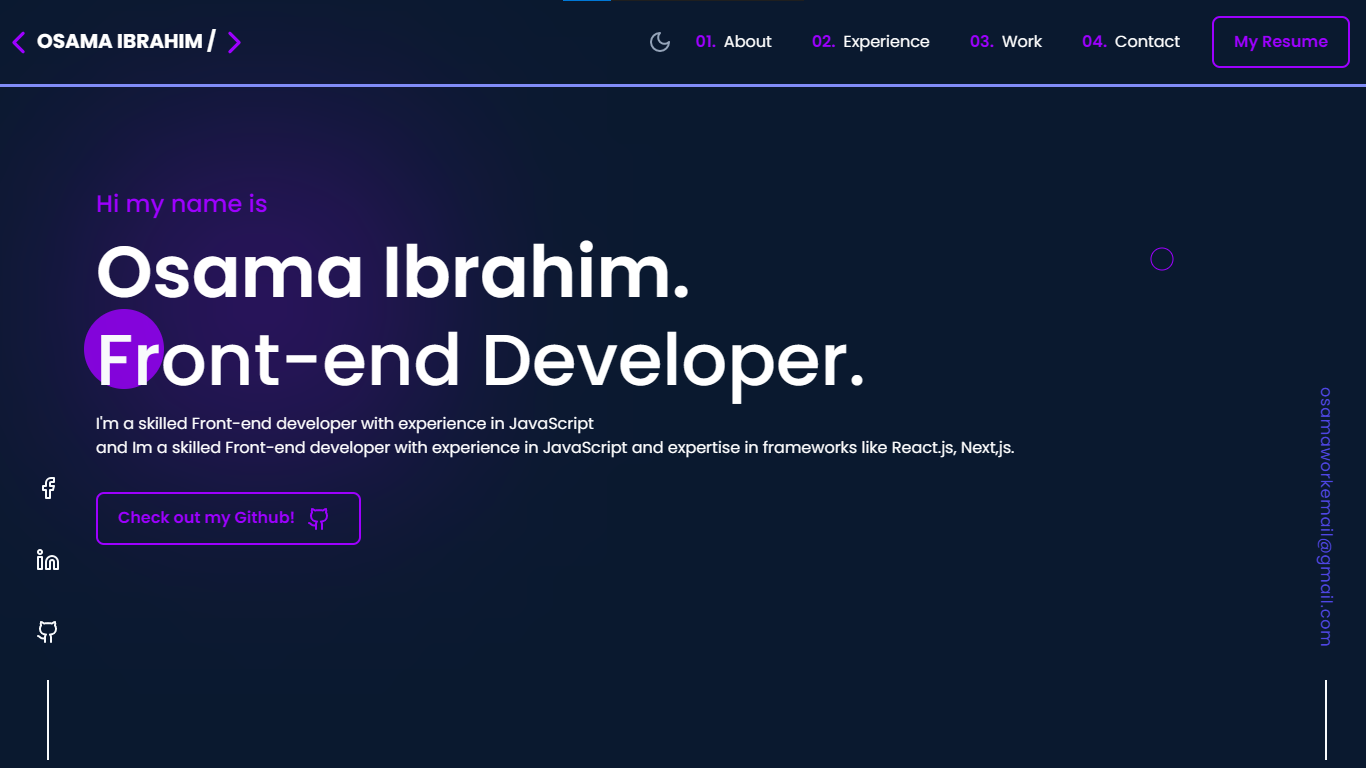 OSAMA IBRAHIM /
01. About
02. Experience
03. Work
04. Contact
My Resume
Hi my name is
Osama Ibrahim.
Front-end Developer.
I'm a skilled Front-end developer with experience in JavaScript
and Im a skilled Front-end developer with experience in JavaScript and expertise in frameworks like React.js, Next,js.
Check out my Github!
osamaworkemail@gmail.com